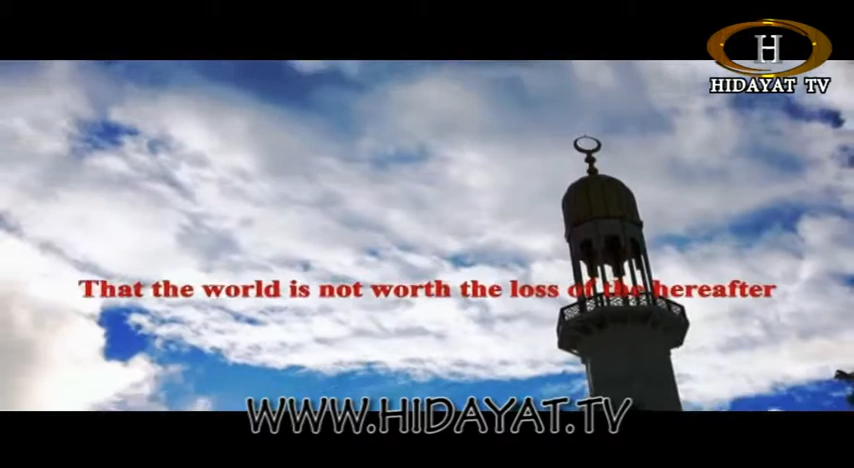 H
HIDAYAT TV
That the world is not worth the loss of the hereafter
WWW.HIDAYAT.TV